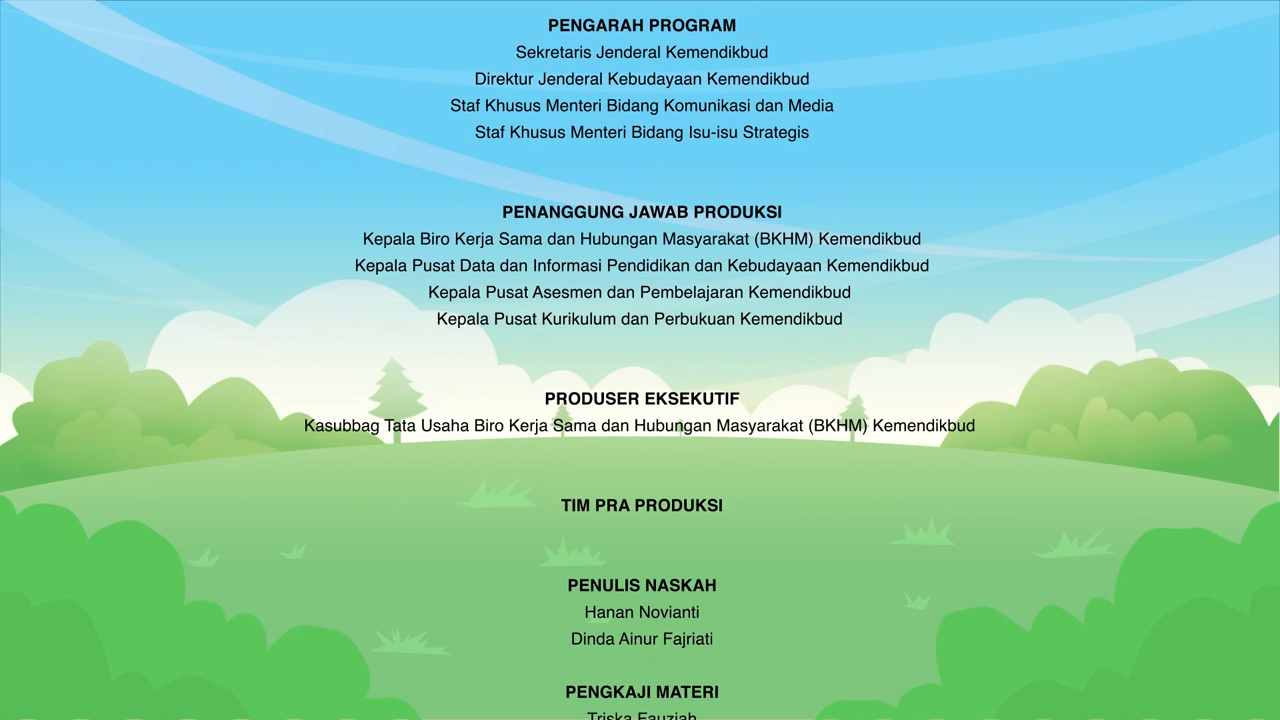 PENGARAH PROGRAM
Sekretaris Jenderal Kemendikbud
Direktur Jenderal Kebudayaan Kemendikbud
Staf Khusus Menteri Bidang Komunikasi dan Media
Staf Khusus Menteri Bidang Isu-isu Strategis
PENANGGUNG JAWAB PRODUKSI
Kepala Biro Kerja Sama dan Hubungan Masyarakat (BKHM) Kemendikbud
Kepala Pusat Data dan Informasi Pendidikan dan Kebudayaan Kemendikbud
Kepala Pusat Asesmen dan Pembelajaran Kemendikbud
Kepala Pusat Kurikulum dan Perbukuan Kemendikbud
PRODUSER EKSEKUTIF
Kasubbag Tata Usaha Biro Kerja Sama dan Hubungan Masyarakat (BKHM) Kemendikbud
TIM PRA PRODUKSI
PENULIS NASKAH
Hanan Novianti
Dinda Ainur Fajriati
PENGKAJI MATERI
Triska Fauziah